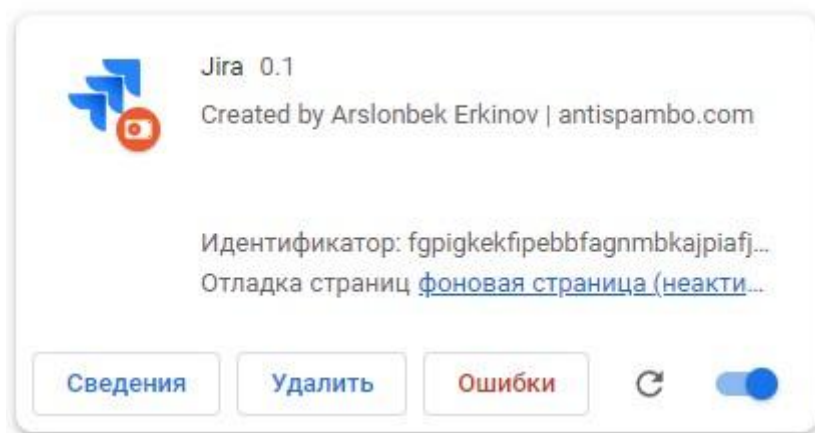 Jira 0.1
Created by Arslonbek Erkinov | antispambo.com
Идентификатор: fgpigkekfipebbfagnmbkajpiafj...
Отладка страниц фоновая страница (неакти...
Сведения
Удалить
Ошибки